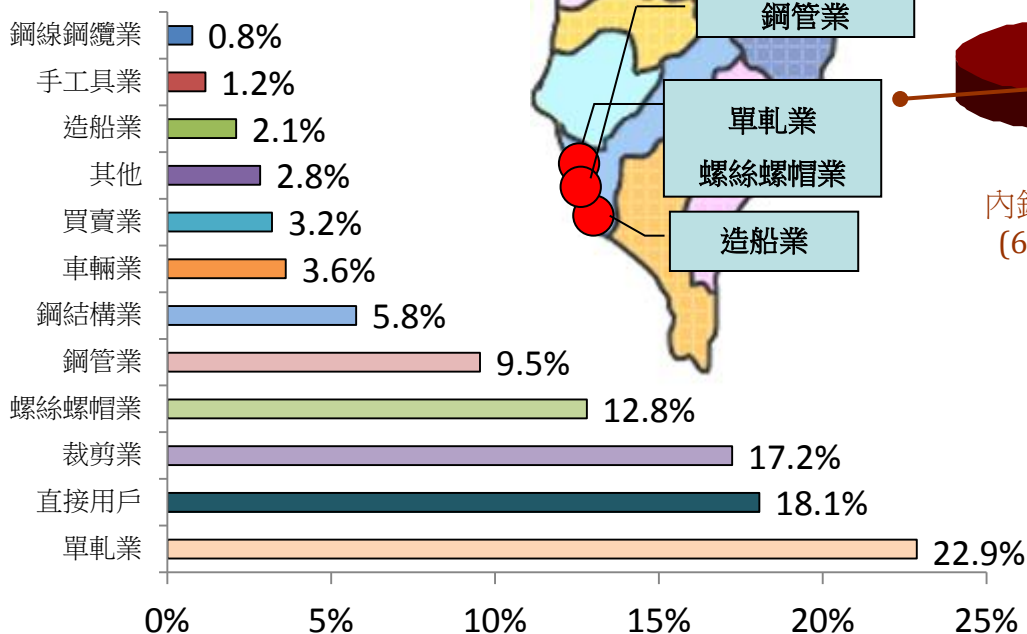 鋼線鋼纜業 0.8%
手工具業 1.2%
造船業 2.1%
其他 2.8%
買賣業 3.2%
車輛業 3.6%
鋼結構業 5.8%
鋼管業 9.5%
螺絲螺帽業 12.8%
裁剪業 17.2%
直接用戶 18.1%
單軋業 22.9%
0% 5% 10% 15% 20% 25%
鋼管業
單軋業
螺絲螺帽業
造船業
內
(6